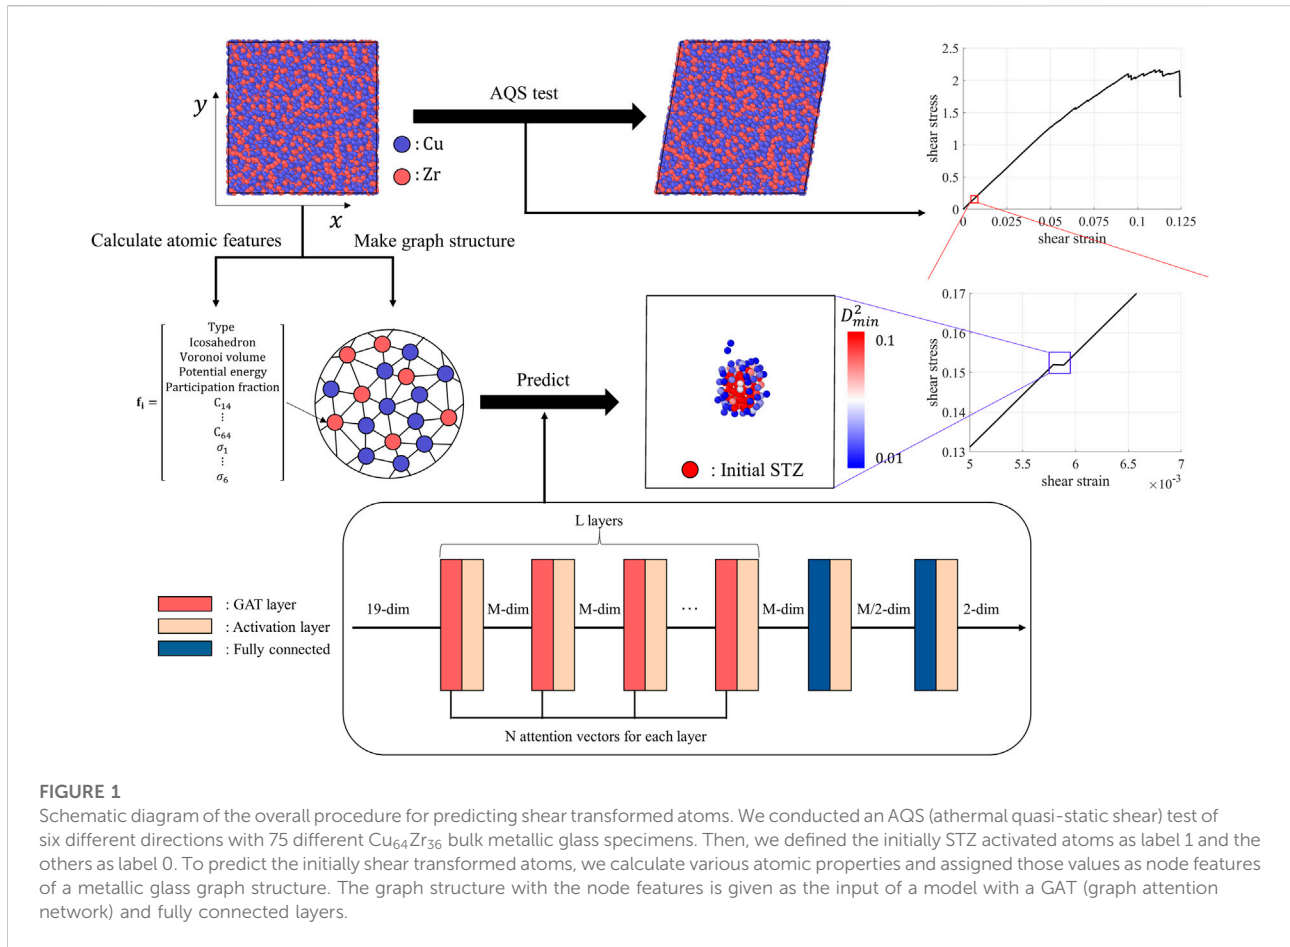 y
x
: Cu
: Zr
AQS test
shear stress
2.5
2
1.5
1
0.5
0
0 0.025 0.05 0.075 0.1 0.125
shear strain
Calculate atomic features
Make graph structure
f_i =
Type
Icosahedron
Voronoi volume
Potential energy
Participation fraction
C₁₄
⋮
C₆₄
σ₁
⋮
σ₆
Predict
D²_min
0.1
0.01
: Initial STZ
shear stress
0.17
0.16
0.15
0.14
0.13
5 5.5 6 6.5 7
shear strain
×10⁻³
L layers
: GAT layer
: Activation layer
: Fully connected
19-dim
M-dim
M-dim
...
M-dim
M/2-dim
2-dim
N attention vectors for each layer
FIGURE 1
Schematic diagram of the overall procedure for predicting shear transformed atoms. We conducted an AQS (athermal quasi-static shear) test of
six different directions with 75 different Cu₆₄Zr₃₆ bulk metallic glass specimens. Then, we defined the initially STZ activated atoms as label 1 and the
others as label 0. To predict the initially shear transformed atoms, we calculate various atomic properties and assigned those values as node features
of a metallic glass graph structure. The graph structure with the node features is given as the input of a model with a GAT (graph attention
network) and fully connected layers.